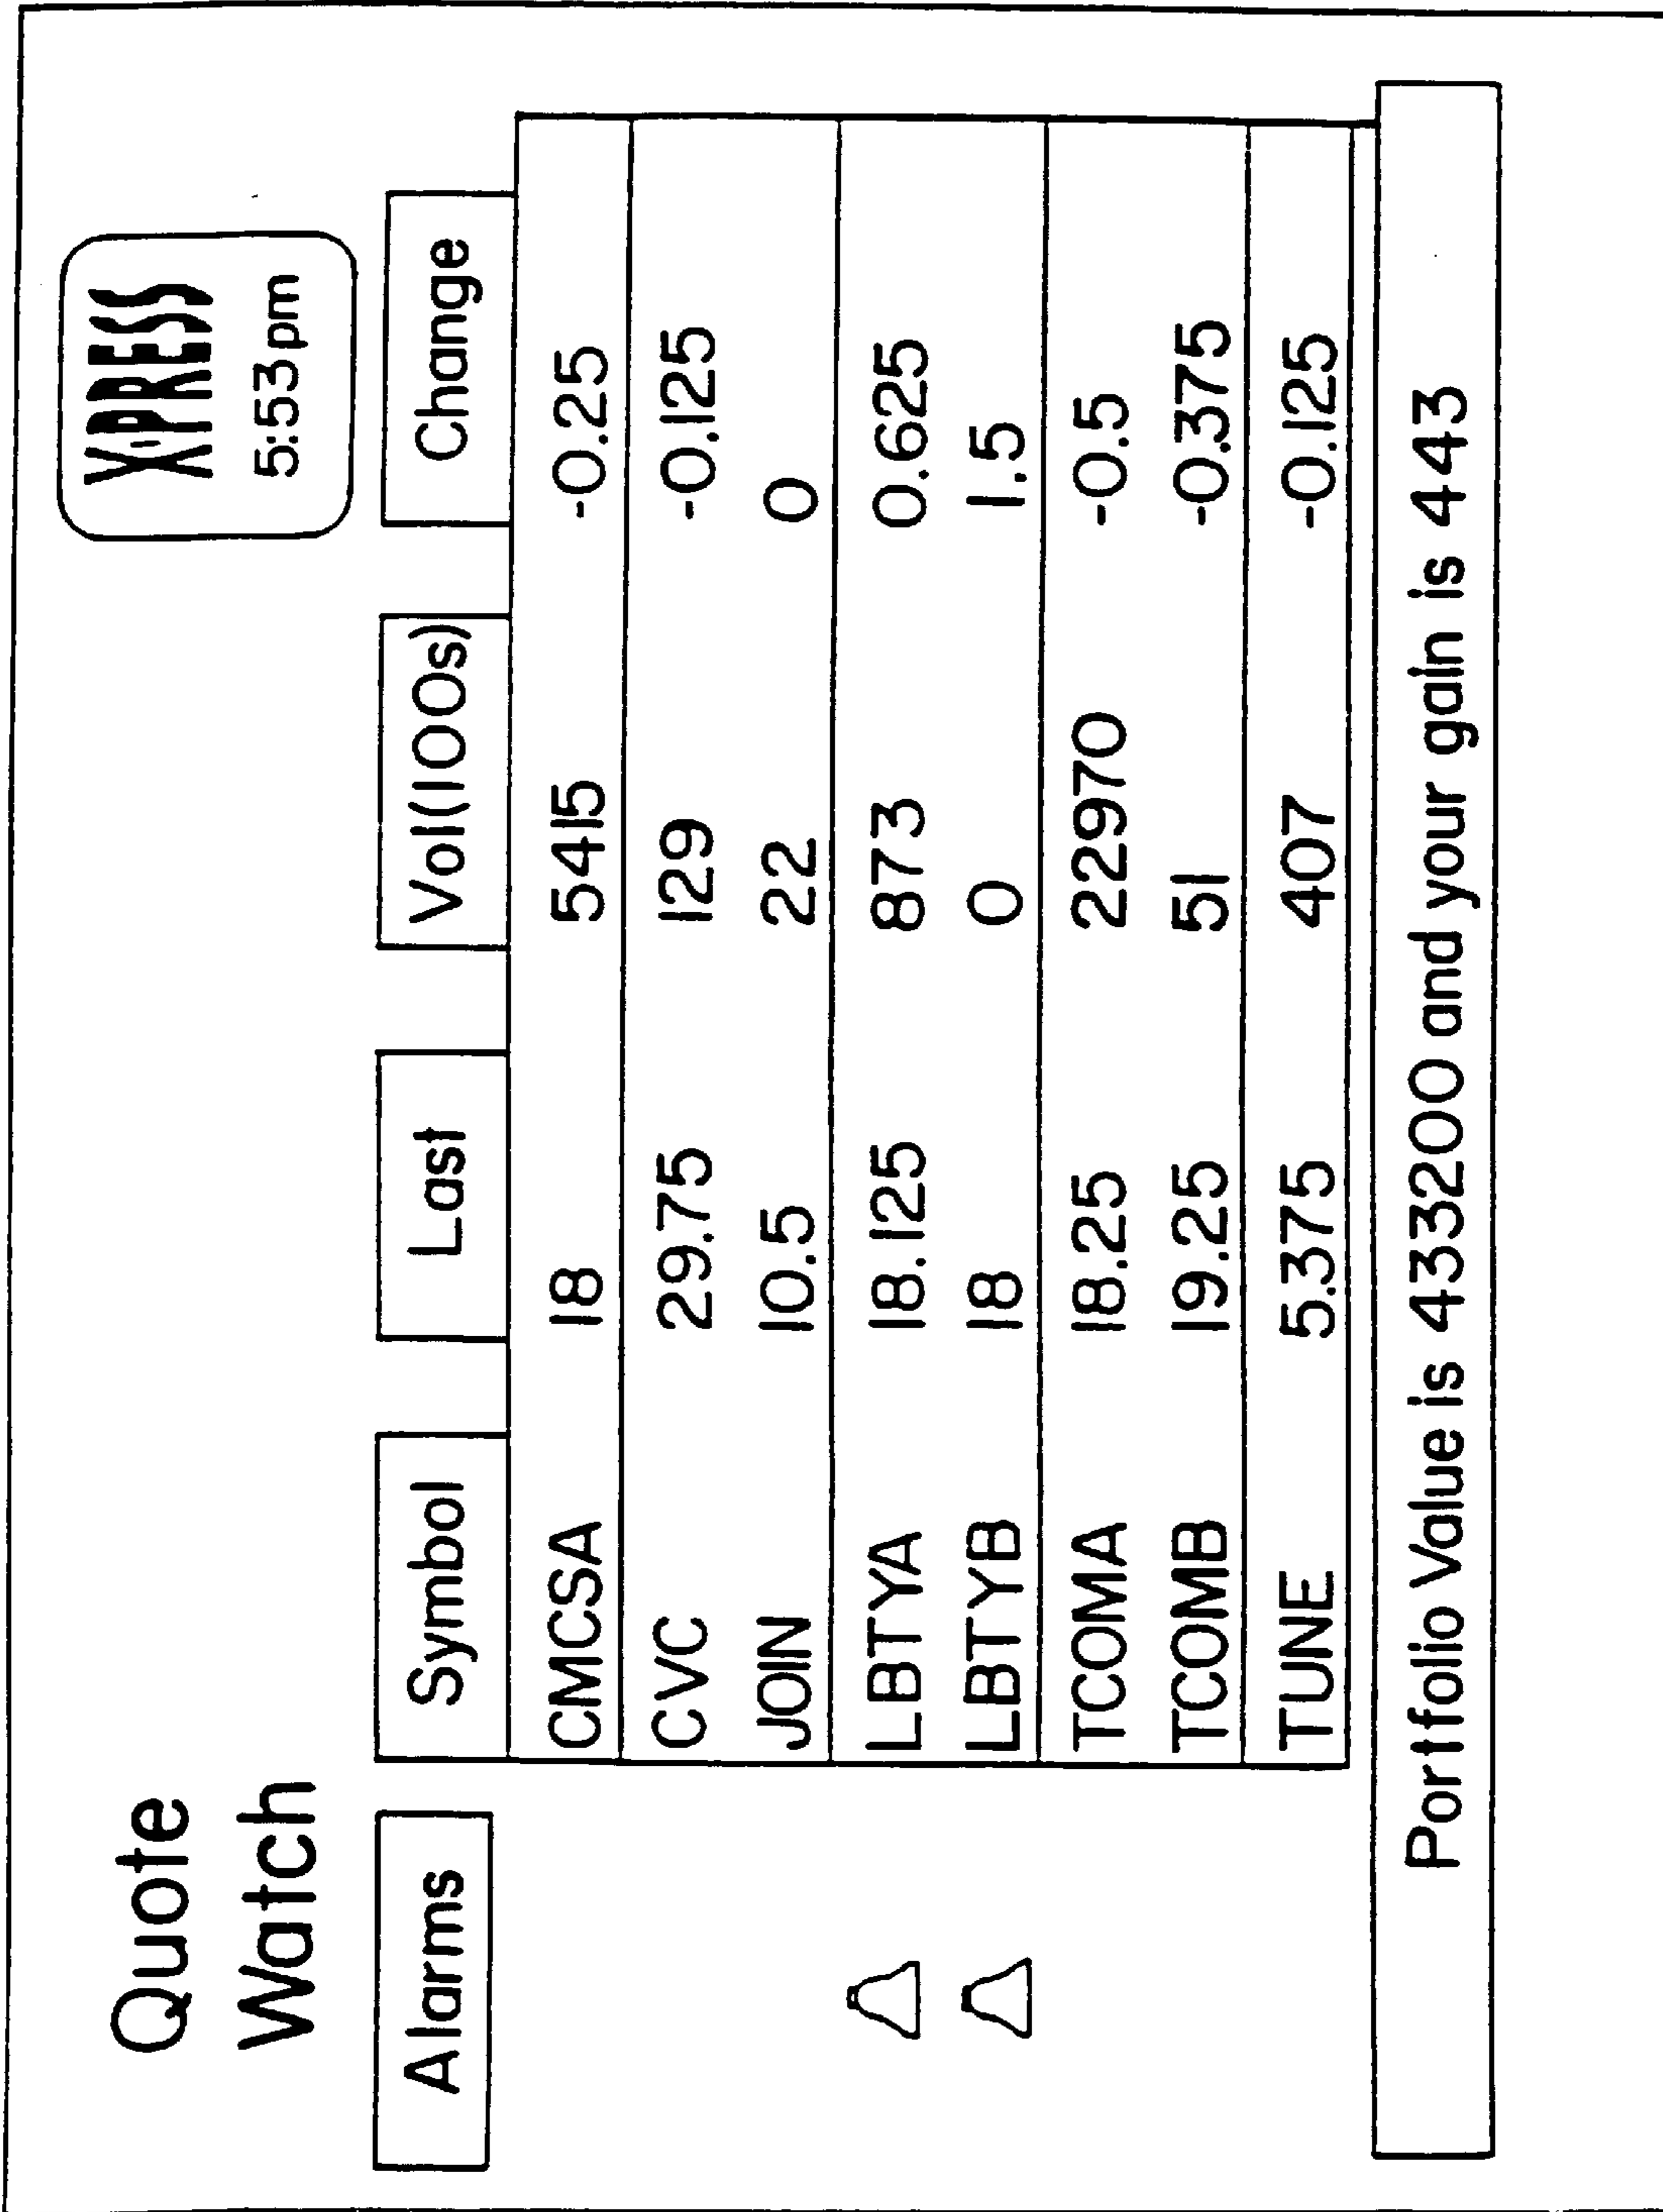 Quote
Watch
XPRESS
5:53pm
Alarms Symbol Last Vol(100s) Change
CMCSA 18 5415 -0.25
CVC 29.75 129 -0.125
JOIN 10.5 22 0
LBTYA 18.125 873 0.625
LBTYB 18 0 1.5
TCOMA 18.25 22970 -0.5
TCOMB 19.25 51 -0.375
TUNE 5.375 407 -0.125
Portfolio Value is 433200 and your gain is 443